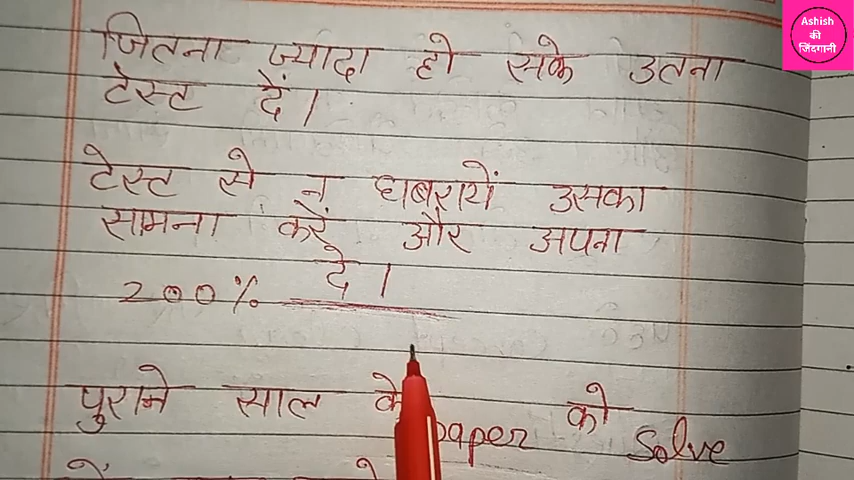 Ashish
की
जिंदगानी
जितना ज्यादा हो सके उतना
टेस्ट दें।
टेस्ट से न घबरायें उसका
सामना करें और अपना
200% दे।
पुराने साल के paper को solve